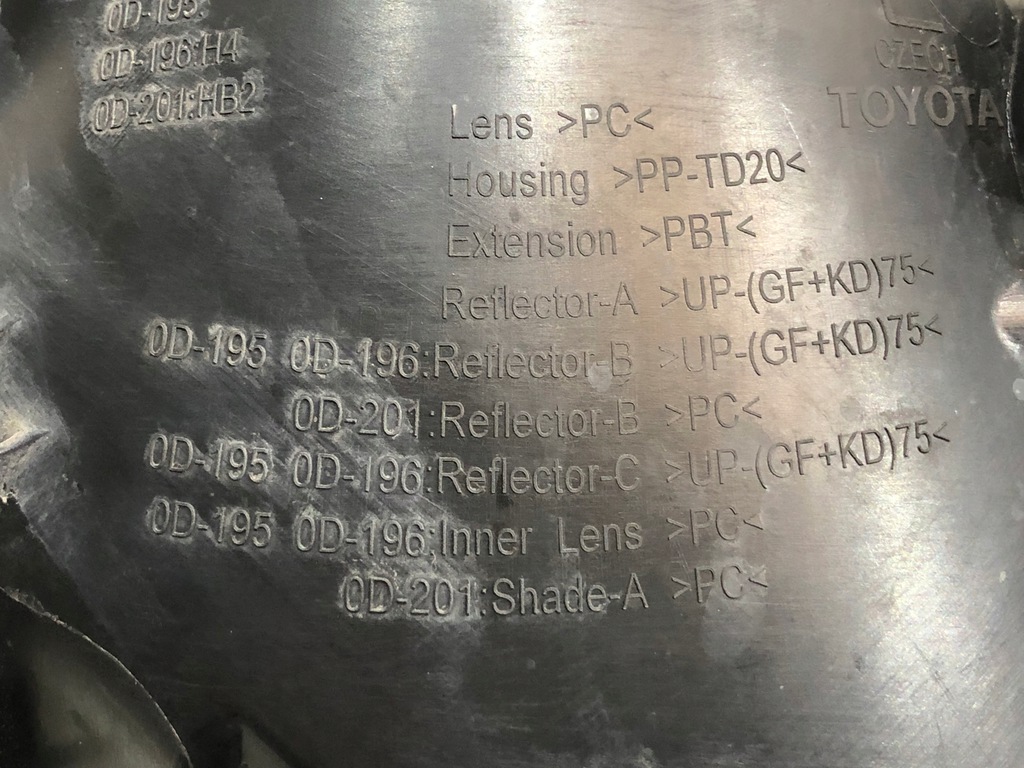 0D-195:
0D-196:H4
0D-201:HB2
CZECH
TOYOTA
Lens >PC<
Housing >PP-TD20<
Extension >PBT<
Reflector-A >UP-(GF+KD)75<
0D-195 0D-196:Reflector-B >UP-(GF+KD)75<
0D-201:Reflector-B >PC<
0D-195 0D-196:Reflector-C >UP-(GF+KD)75<
0D-195 0D-196:Inner Lens >PC<
0D-201:Shade-A >PC<